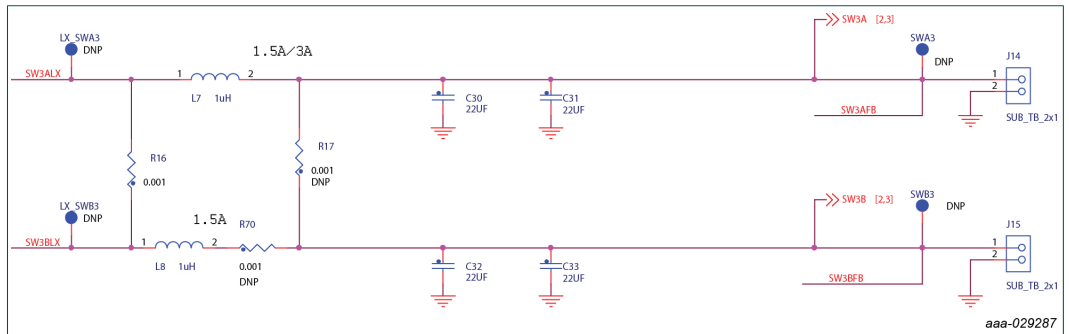 SW3A [2,3]
LX_SWA3
DNP
1.5A/3A
SWA3
DNP
J14
SW3ALX
1
2
1
2
L7 1uH
C30
22UF
C31
22UF
SW3AFB
SUB_TB_2x1
R16
0.001
R17
0.001
DNP
LX_SWB3
DNP
1.5A
R70
SW3B [2,3]
SWB3
DNP
J15
SW3BLX
1
2
1
2
L8 1uH
0.001
DNP
C32
22UF
C33
22UF
SW3BFB
SUB_TB_2x1
aaa-029287